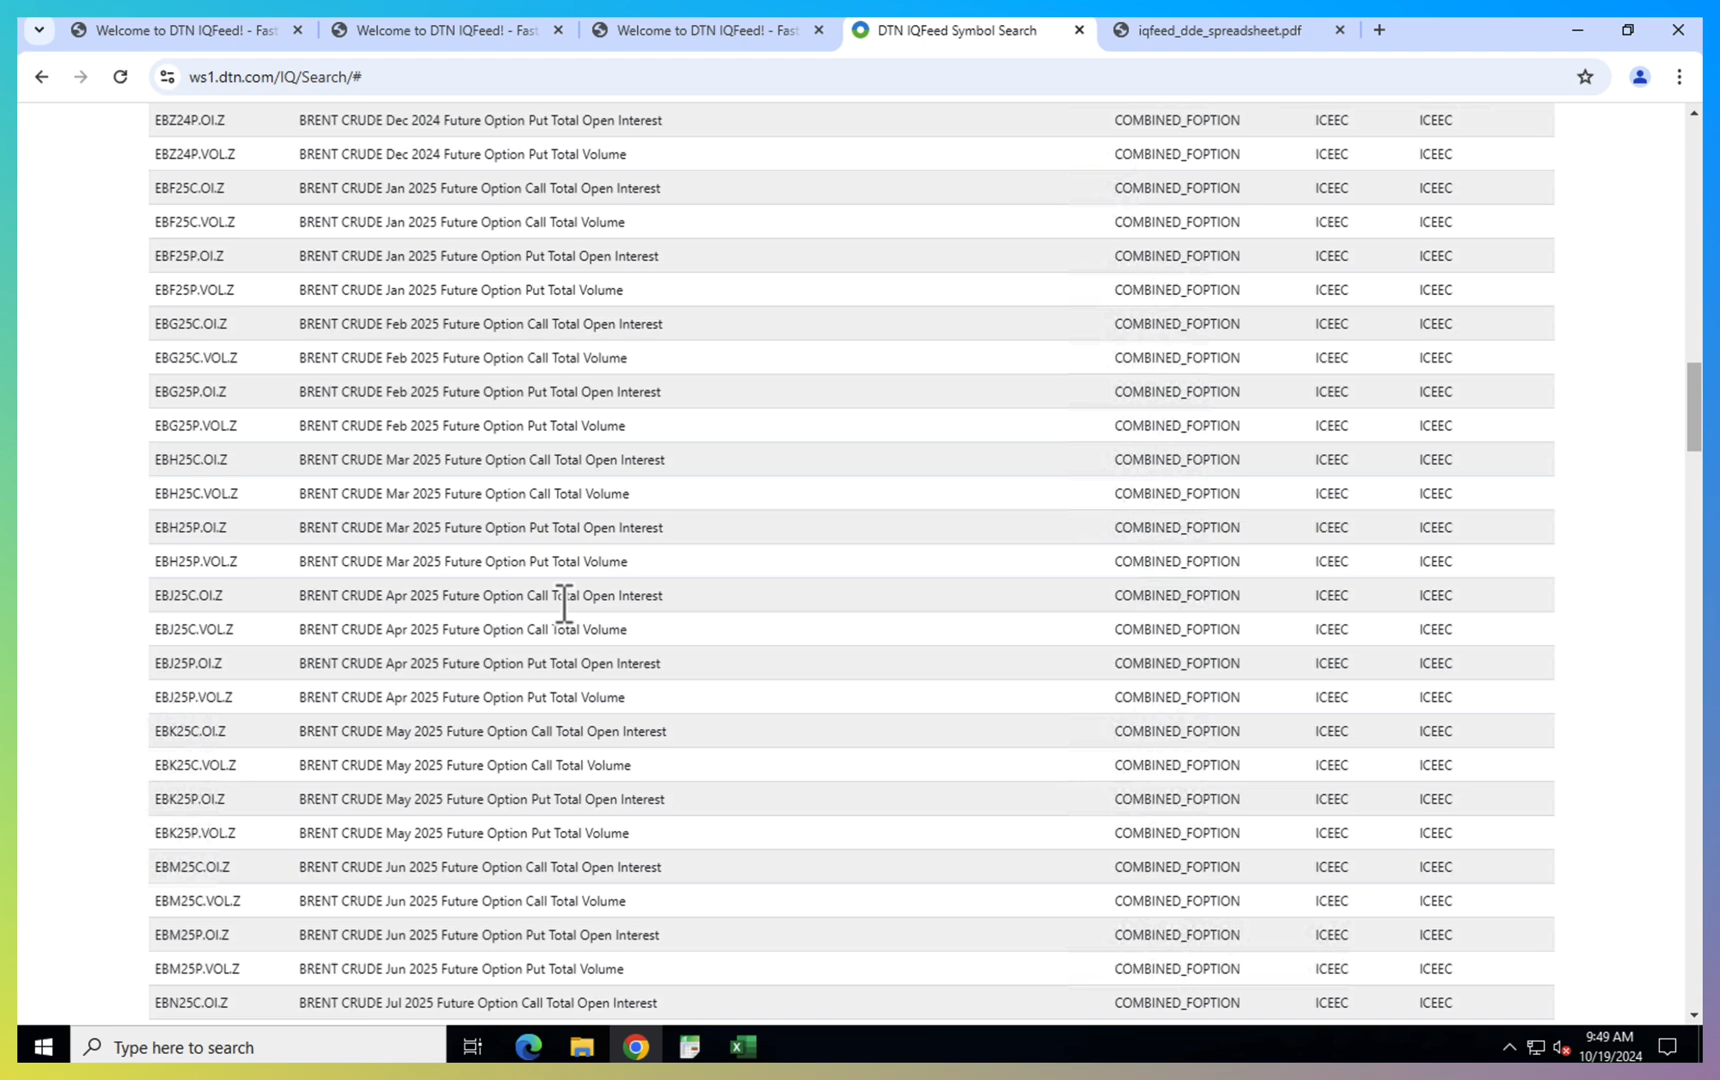 Welcome to DTN IQFeed! - Fast
Welcome to DTN IQFeed! - Fast
Welcome to DTN IQFeed! - Fast
DTN IQFeed Symbol Search
iqfeed_dde_spreadsheet.pdf
ws1.dtn.com/IQ/Search/#
EBZ24P.OI.Z BRENT CRUDE Dec 2024 Future Option Put Total Open Interest COMBINED_FOPTION ICEEC ICEEC
EBZ24P.VOL.Z BRENT CRUDE Dec 2024 Future Option Put Total Volume COMBINED_FOPTION ICEEC ICEEC
EBF25C.OI.Z BRENT CRUDE Jan 2025 Future Option Call Total Open Interest COMBINED_FOPTION ICEEC ICEEC
EBF25C.VOL.Z BRENT CRUDE Jan 2025 Future Option Call Total Volume COMBINED_FOPTION ICEEC ICEEC
EBF25P.OI.Z BRENT CRUDE Jan 2025 Future Option Put Total Open Interest COMBINED_FOPTION ICEEC ICEEC
EBF25P.VOL.Z BRENT CRUDE Jan 2025 Future Option Put Total Volume COMBINED_FOPTION ICEEC ICEEC
EBG25C.OI.Z BRENT CRUDE Feb 2025 Future Option Call Total Open Interest COMBINED_FOPTION ICEEC ICEEC
EBG25C.VOL.Z BRENT CRUDE Feb 2025 Future Option Call Total Volume COMBINED_FOPTION ICEEC ICEEC
EBG25P.OI.Z BRENT CRUDE Feb 2025 Future Option Put Total Open Interest COMBINED_FOPTION ICEEC ICEEC
EBG25P.VOL.Z BRENT CRUDE Feb 2025 Future Option Put Total Volume COMBINED_FOPTION ICEEC ICEEC
EBH25C.OI.Z BRENT CRUDE Mar 2025 Future Option Call Total Open Interest COMBINED_FOPTION ICEEC ICEEC
EBH25C.VOL.Z BRENT CRUDE Mar 2025 Future Option Call Total Volume COMBINED_FOPTION ICEEC ICEEC
EBH25P.OI.Z BRENT CRUDE Mar 2025 Future Option Put Total Open Interest COMBINED_FOPTION ICEEC ICEEC
EBH25P.VOL.Z BRENT CRUDE Mar 2025 Future Option Put Total Volume COMBINED_FOPTION ICEEC ICEEC
EBJ25C.OI.Z BRENT CRUDE Apr 2025 Future Option Call Total Open Interest COMBINED_FOPTION ICEEC ICEEC
EBJ25C.VOL.Z BRENT CRUDE Apr 2025 Future Option Call Total Volume COMBINED_FOPTION ICEEC ICEEC
EBJ25P.OI.Z BRENT CRUDE Apr 2025 Future Option Put Total Open Interest COMBINED_FOPTION ICEEC ICEEC
EBJ25P.VOL.Z BRENT CRUDE Apr 2025 Future Option Put Total Volume COMBINED_FOPTION ICEEC ICEEC
EBK25C.OI.Z BRENT CRUDE May 2025 Future Option Call Total Open Interest COMBINED_FOPTION ICEEC ICEEC
EBK25C.VOL.Z BRENT CRUDE May 2025 Future Option Call Total Volume COMBINED_FOPTION ICEEC ICEEC
EBK25P.OI.Z BRENT CRUDE May 2025 Future Option Put Total Open Interest COMBINED_FOPTION ICEEC ICEEC
EBK25P.VOL.Z BRENT CRUDE May 2025 Future Option Put Total Volume COMBINED_FOPTION ICEEC ICEEC
EBM25C.OI.Z BRENT CRUDE Jun 2025 Future Option Call Total Open Interest COMBINED_FOPTION ICEEC ICEEC
EBM25C.VOL.Z BRENT CRUDE Jun 2025 Future Option Call Total Volume COMBINED_FOPTION ICEEC ICEEC
EBM25P.OI.Z BRENT CRUDE Jun 2025 Future Option Put Total Open Interest COMBINED_FOPTION ICEEC ICEEC
EBM25P.VOL.Z BRENT CRUDE Jun 2025 Future Option Put Total Volume COMBINED_FOPTION ICEEC ICEEC
EBN25C.OI.Z BRENT CRUDE Jul 2025 Future Option Call Total Open Interest COMBINED_FOPTION ICEEC ICEEC
Type here to search
9:49 AM
10/19/2024